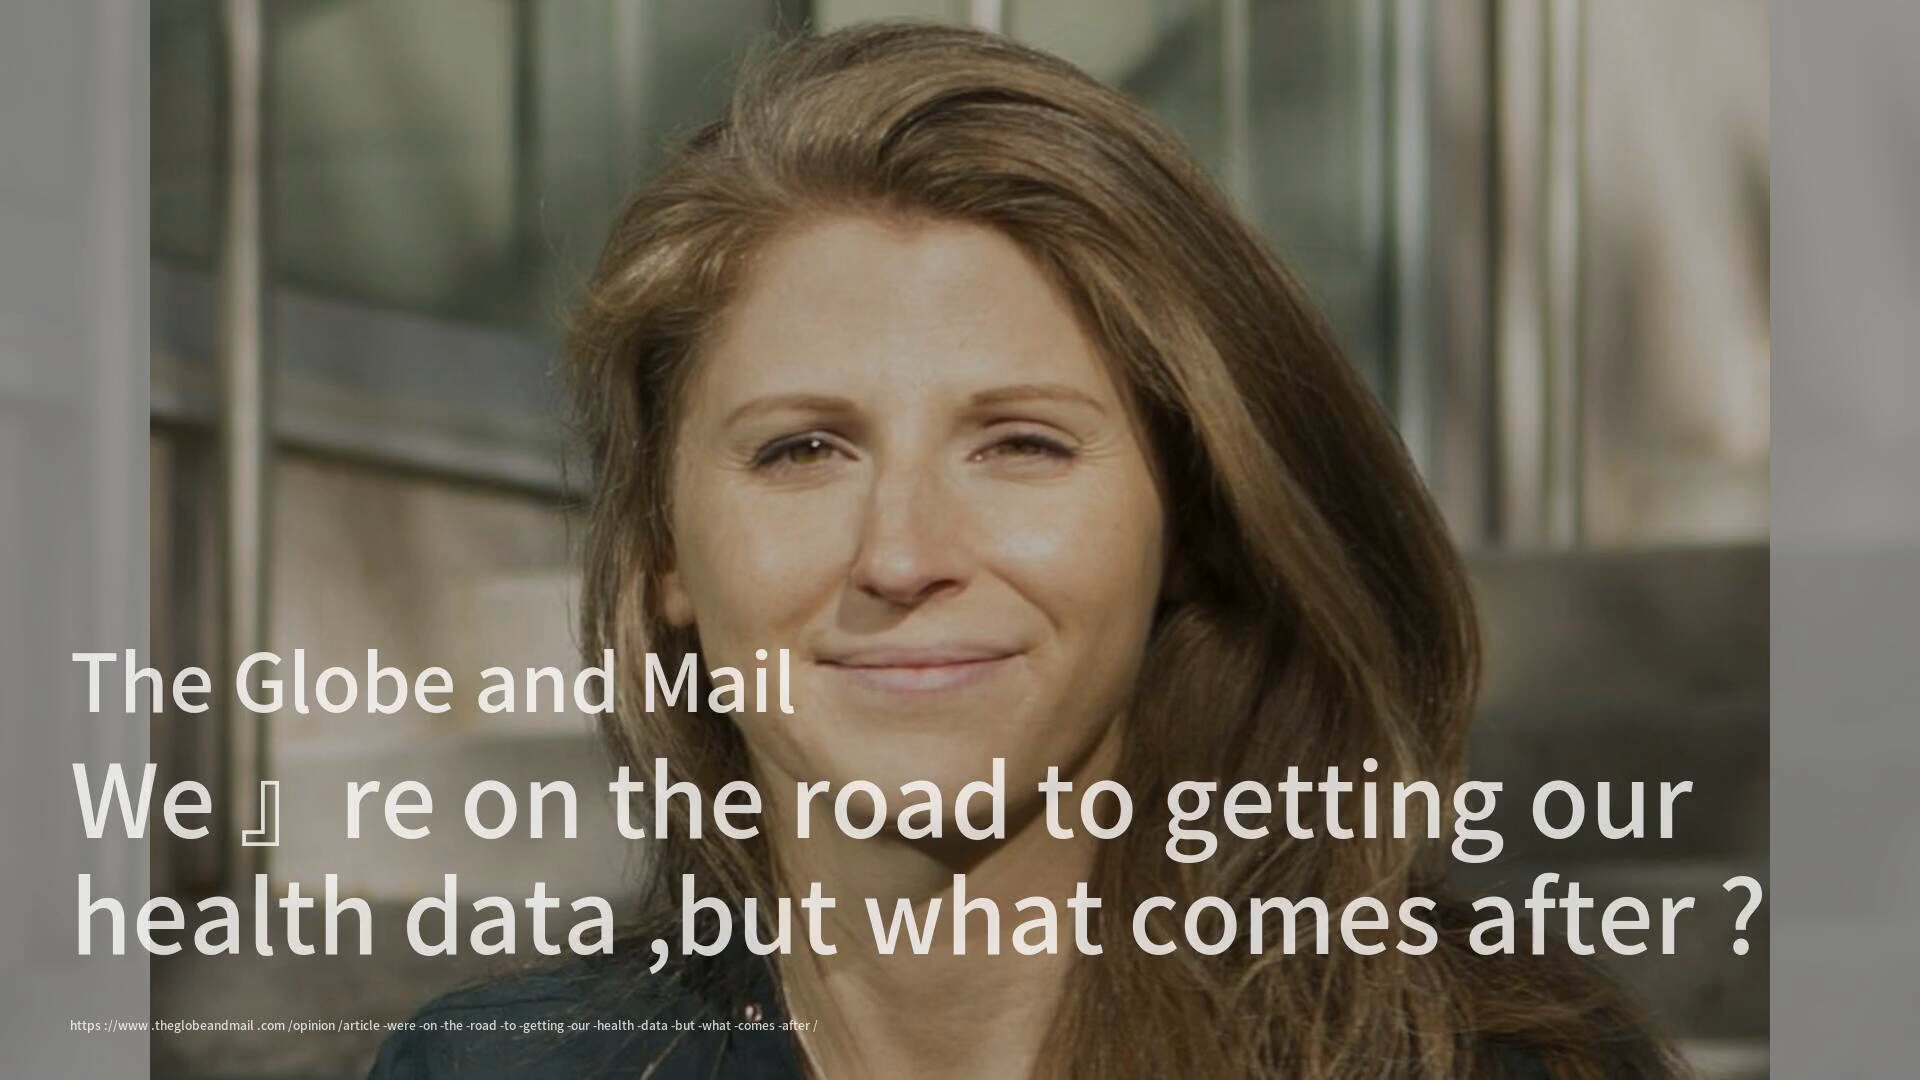 The Globe and Mail
We 』 re on the road to getting our
health data ,but what comes after ?
https ://www .theglobeandmail .com /opinion /article -were -on -the -road -to -getting -our -health -data -but -what -comes -after /